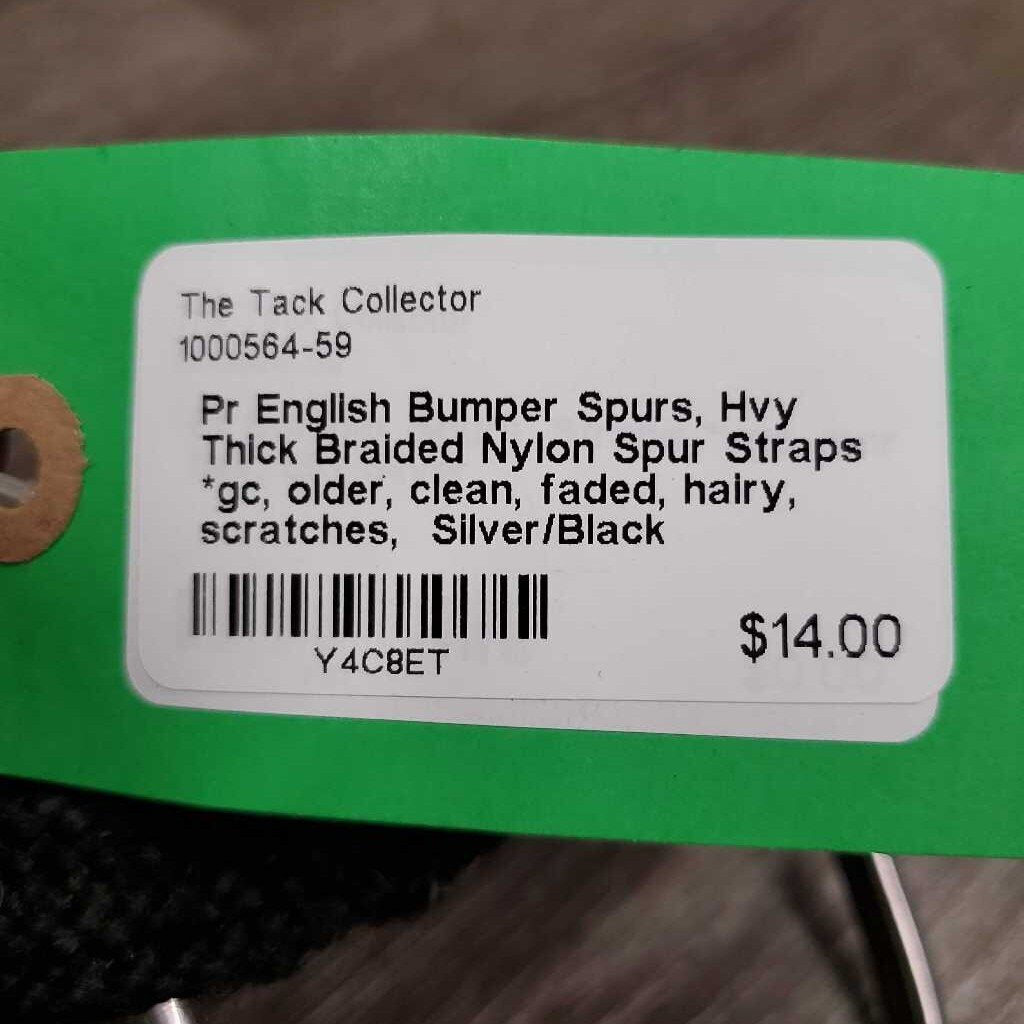 The Tack Collector
1000564-59
Pr English Bumper Spurs, Hvy
Thick Braided Nylon Spur Straps
*gc, older, clean, faded, hairy,
scratches, Silver/Black
Y4C8ET
$14.00